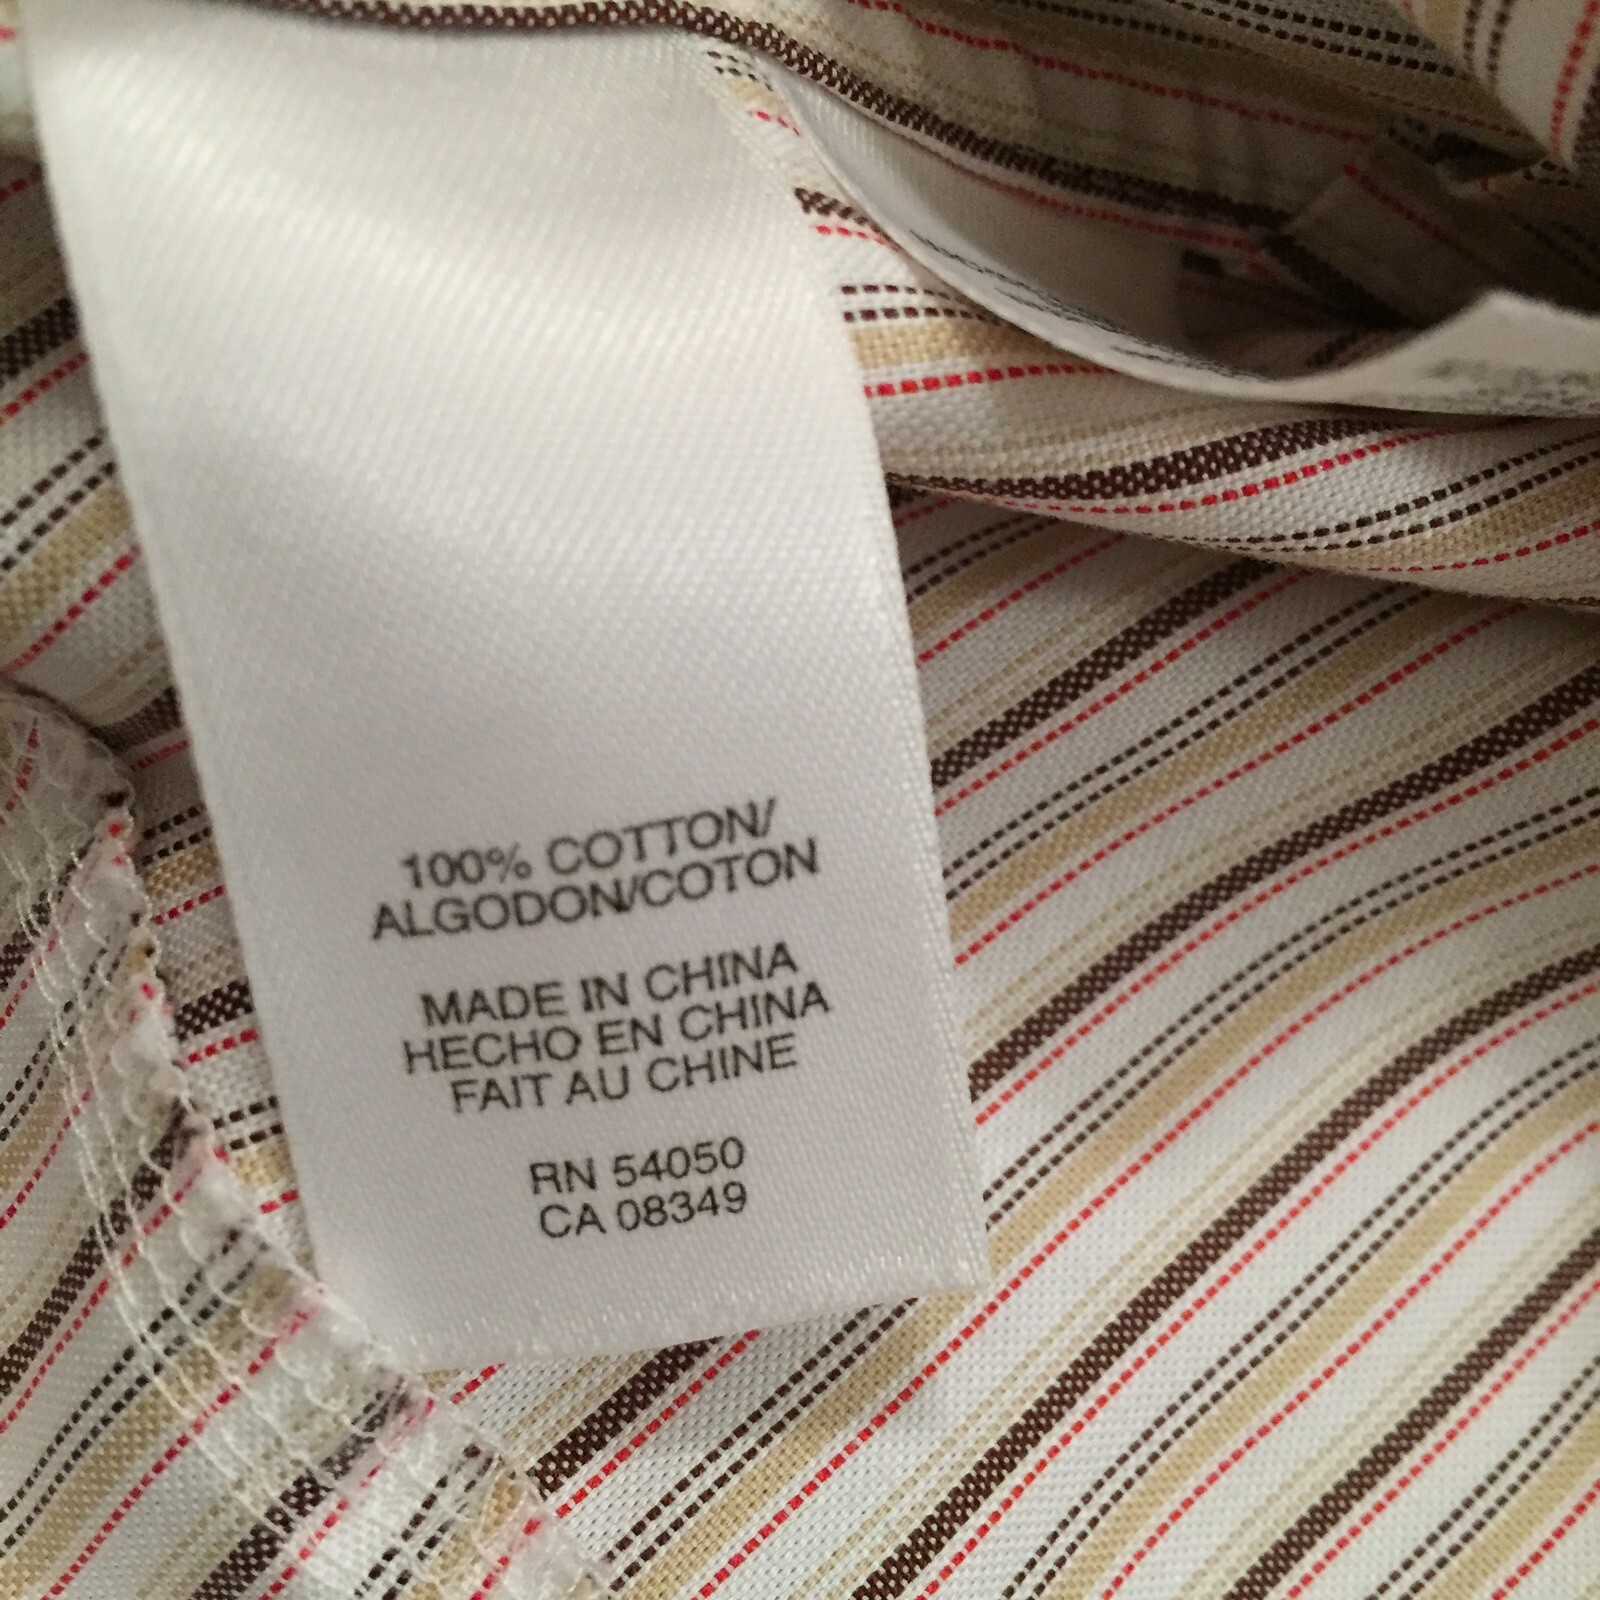 100% COTTON/
ALGODON/COTON
MADE IN CHINA
HECHO EN CHINA
FAIT AU CHINE
RN 54050
CA 08349